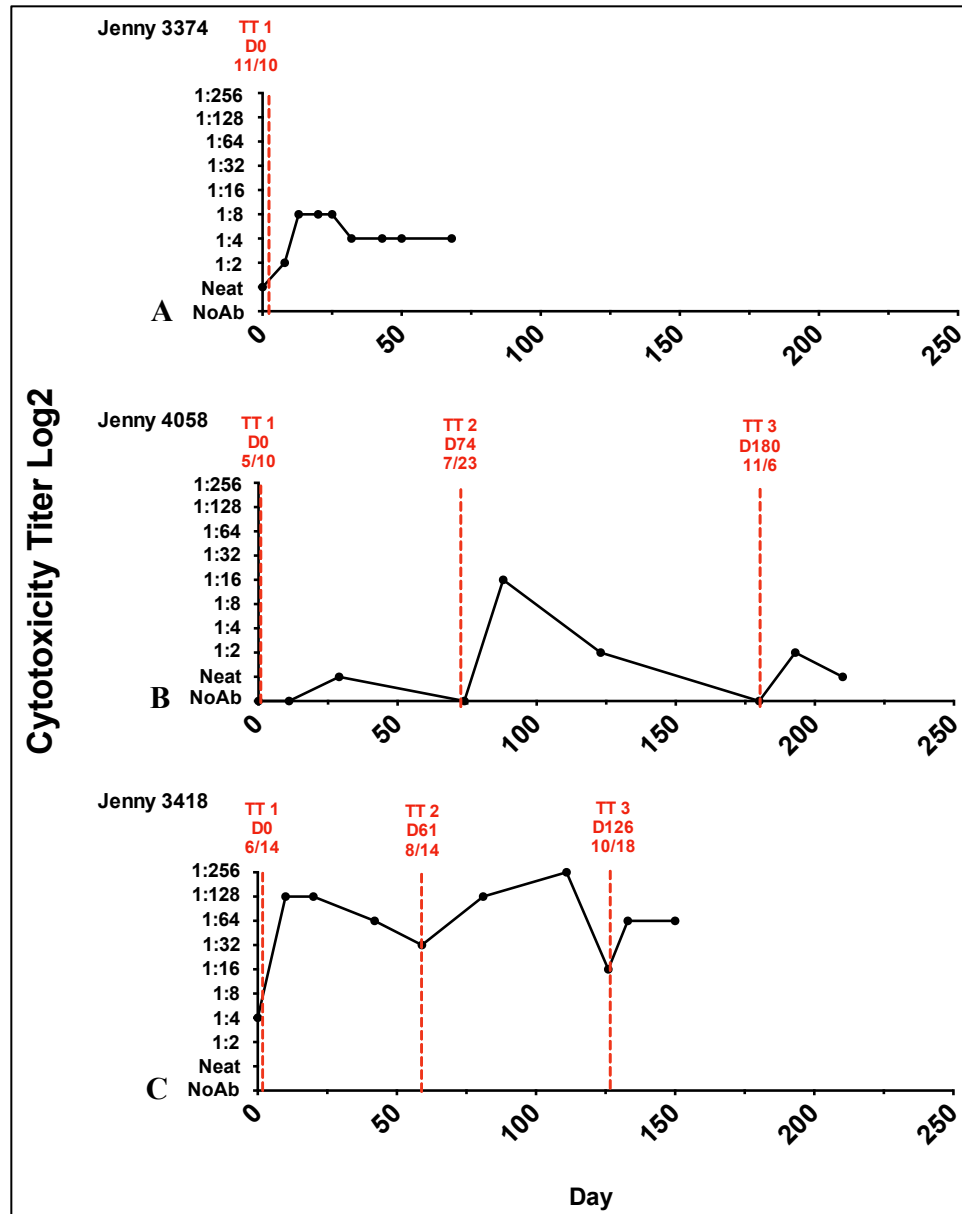 Jenny 3374
TT 1
D0
11/10
1:256
1:128
1:64
1:32
1:16
1:8
1:4
1:2
Neat
NoAb
A
0
50
100
150
200
250
Jenny 4058
TT 1
D0
5/10
TT 2
D74
7/23
TT 3
D180
11/6
1:256
1:128
1:64
1:32
1:16
1:8
1:4
1:2
Neat
NoAb
B
0
50
100
150
200
250
Cytotoxicity Titer Log2
Jenny 3418
TT 1
D0
6/14
TT 2
D61
8/14
TT 3
D126
10/18
1:256
1:128
1:64
1:32
1:16
1:8
1:4
1:2
Neat
NoAb
C
0
50
100
150
200
250
Day